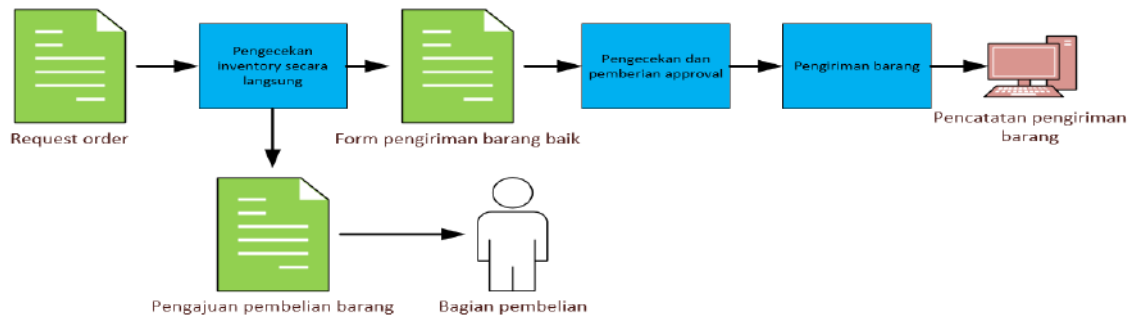 Pengecekan
inventory secara
langsung
Pengecekan dan
pemberian approval
Pengiriman barang
Request order
Form pengiriman barang baik
Pencatatan pengiriman
barang
Pengajuan pembelian barang
Bagian pembelian